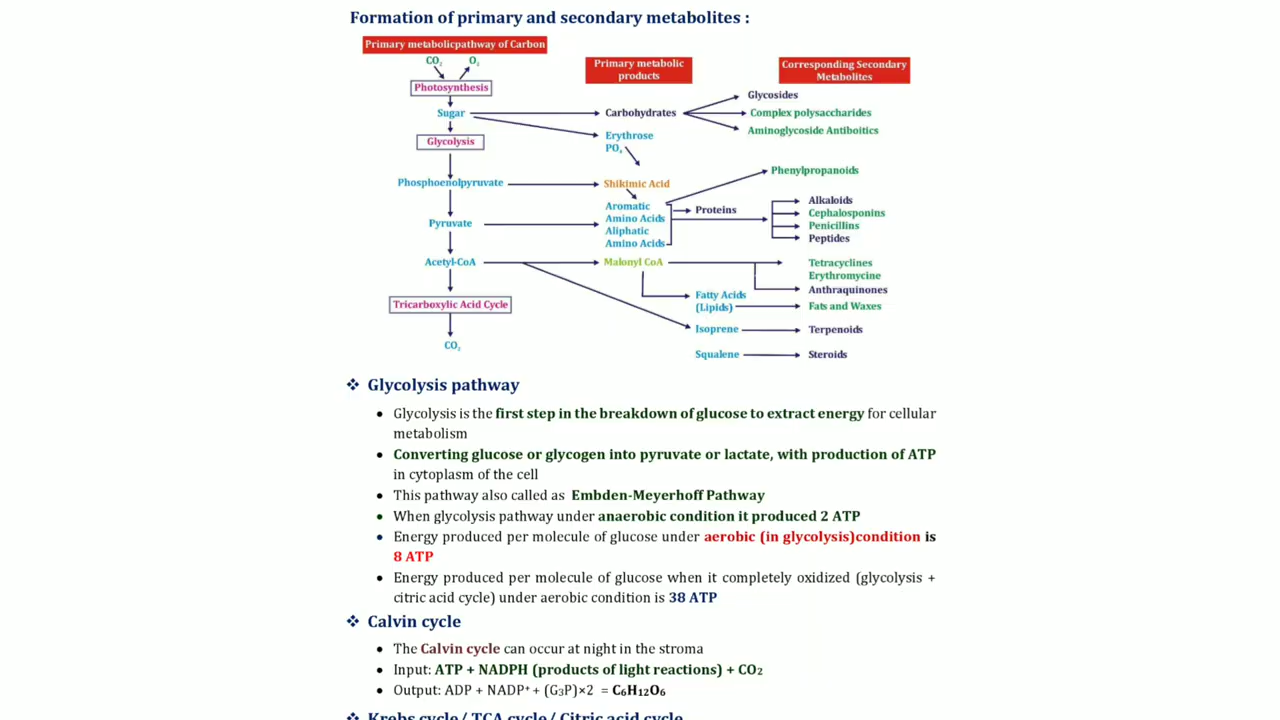 Formation of primary and secondary metabolites :
Primary metabolicpathway of Carbon
CO₂ O₂
Photosynthesis
Sugar
Glycolysis
Phosphoenolpyruvate
Pyruvate
Acetyl-CoA
Tricarboxylic Acid Cycle
CO₂
Primary metabolic
products
Carbohydrates
Erythrose
PO₄
Shikimic Acid
Aromatic
Amino Acids
Aliphatic
Amino Acids
Proteins
Malonyl CoA
Fatty Acids
(Lipids)
Isoprene
Squalene
Corresponding Secondary
Metabolites
Glycosides
Complex polysaccharides
Aminoglycoside Antiboitics
Phenylpropanoids
Alkaloids
Cephalosponins
Penicillins
Peptides
Tetracyclines
Erythromycine
Anthraquinones
Fats and Waxes
Terpenoids
Steroids
❖ Glycolysis pathway
• Glycolysis is the first step in the breakdown of glucose to extract energy for cellular
metabolism
• Converting glucose or glycogen into pyruvate or lactate, with production of ATP
in cytoplasm of the cell
• This pathway also called as Embden-Meyerhoff Pathway
• When glycolysis pathway under anaerobic condition it produced 2 ATP
• Energy produced per molecule of glucose under aerobic (in glycolysis)condition is
8 ATP
• Energy produced per molecule of glucose when it completely oxidized (glycolysis +
citric acid cycle) under aerobic condition is 38 ATP
❖ Calvin cycle
• The Calvin cycle can occur at night in the stroma
• Input: ATP + NADPH (products of light reactions) + CO₂
• Output: ADP + NADP⁺ + (G₃P)×2 = C₆H₁₂O₆
❖ Krebs cycle/ TCA cycle/ Citric acid cycle